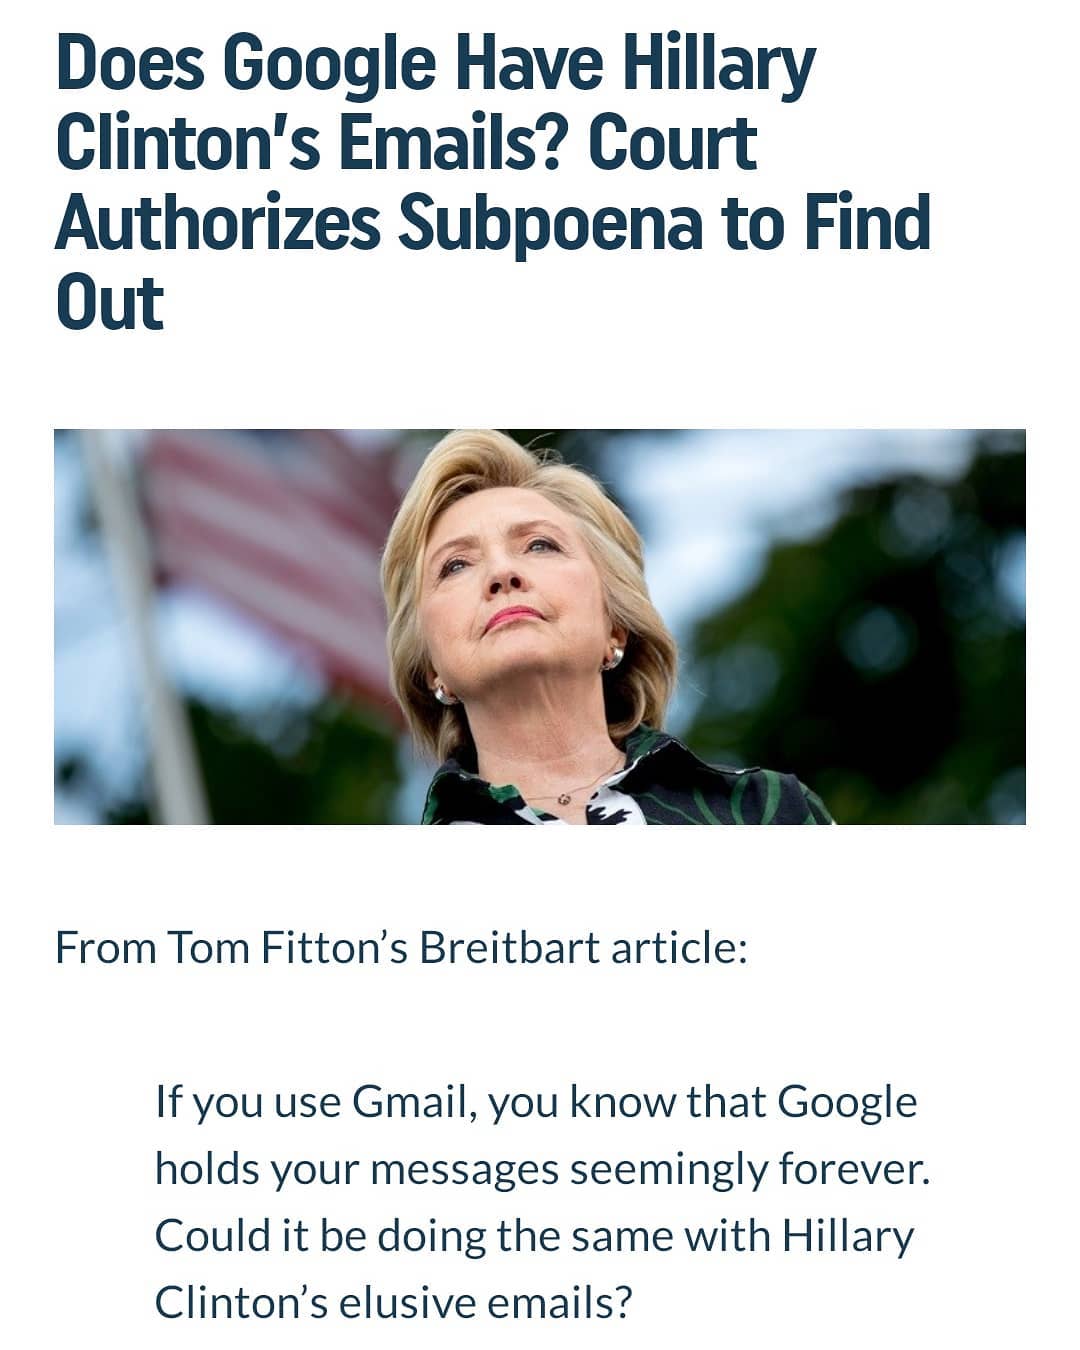 Does Google Have Hillary
Clinton's Emails? Court
Authorizes Subpoena to Find
Out
From Tom Fitton’s Breitbart article:
If you use Gmail, you know that Google
holds your messages seemingly forever.
Could it be doing the same with Hillary
Clinton’s elusive emails?